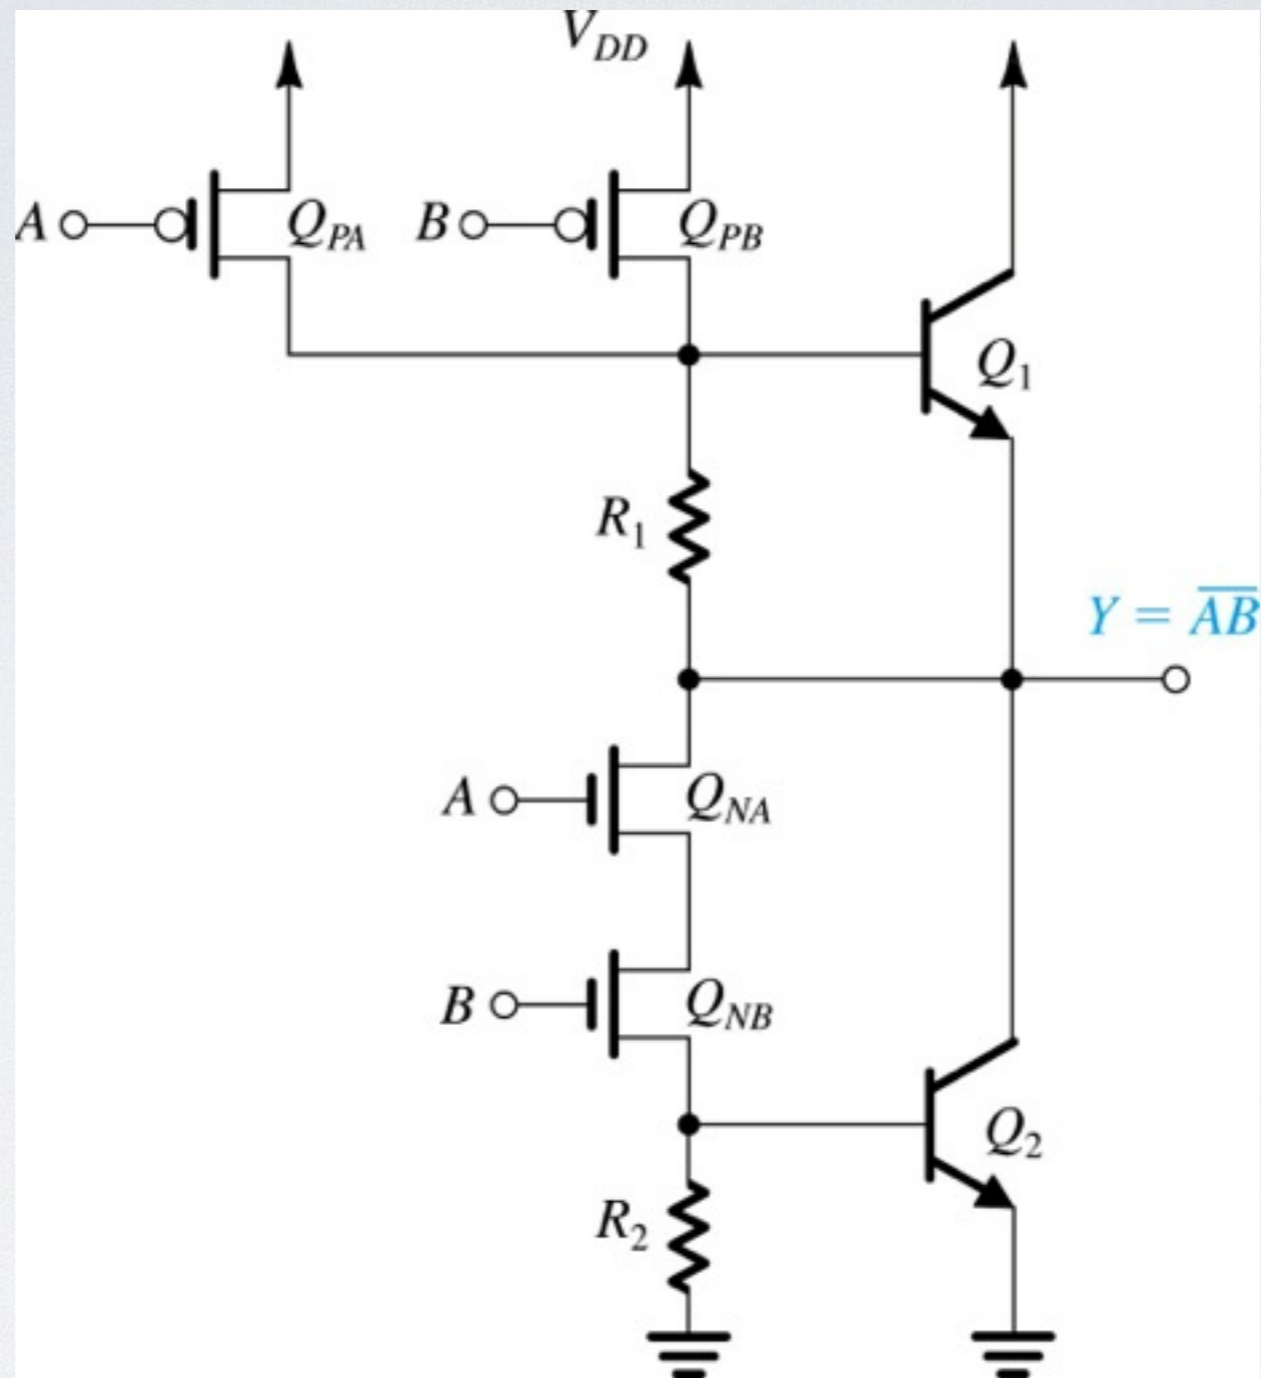 V_DD
A Q_PA B Q_PB
Q_1
R_1
Y = \overline{AB}
A Q_NA
B Q_NB
Q_2
R_2